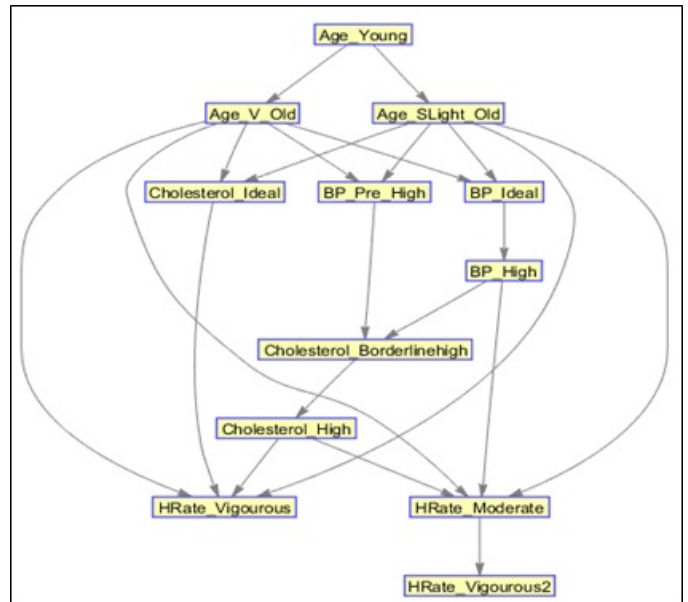 Age_Young
Age_V_Old
Age_SLight_Old
Cholesterol_Ideal
BP_Pre_High
BP_Ideal
BP_High
Cholesterol_Borderlinehigh
Cholesterol_High
HRate_Vigourous
HRate_Moderate
HRate_Vigourous2